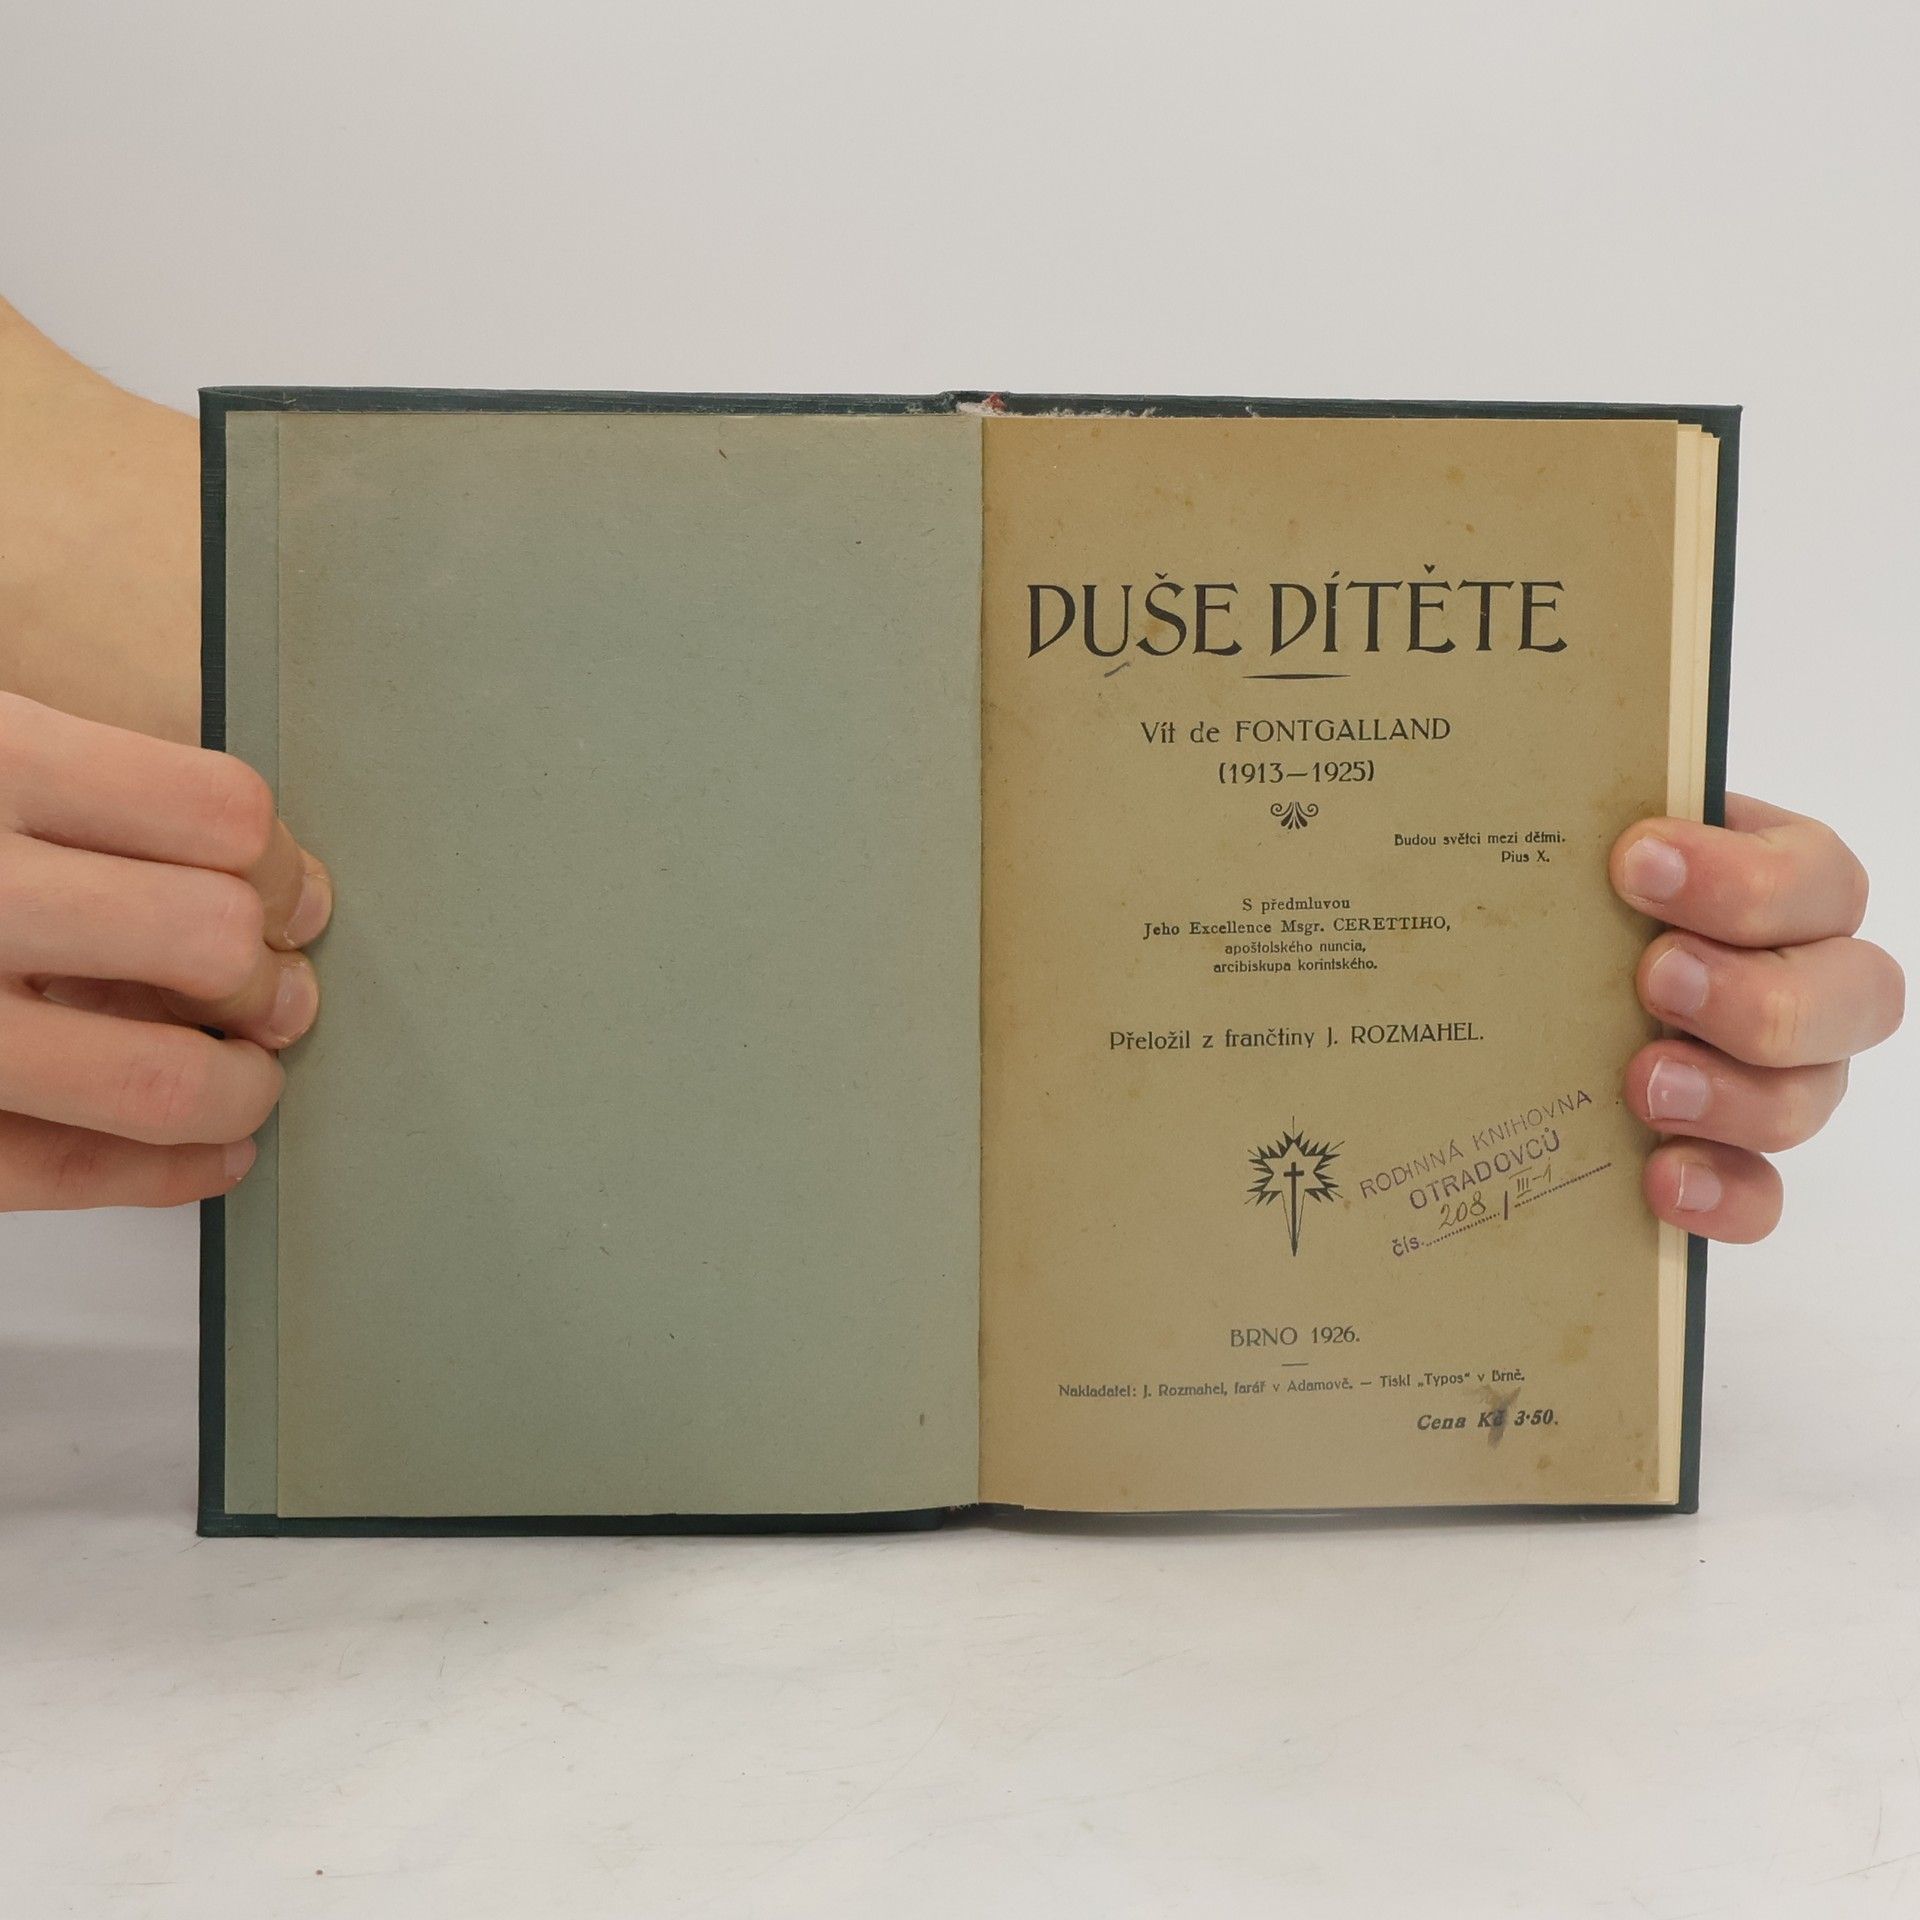 DUŠE DÍTĚTE
Vít de FONTGALLAND
(1913—1925)
Budou světci mezi dětmi.
Pius X.
S předmluvou
Jeho Excellence Msgr. CERETTIHO,
apoštolského nuncia,
arcibiskupa korintského.
Přeložil z frančtiny J. ROZMAHEL.
RODINNÁ KNIHOVNA
OTRADOVCŮ
čís. 208 / III-1
BRNO 1926.
Nakladatel: J. Rozmahel, farář v Adamově. — Tiskl „Typos“ v Brně.
Cena Kč 3·50.